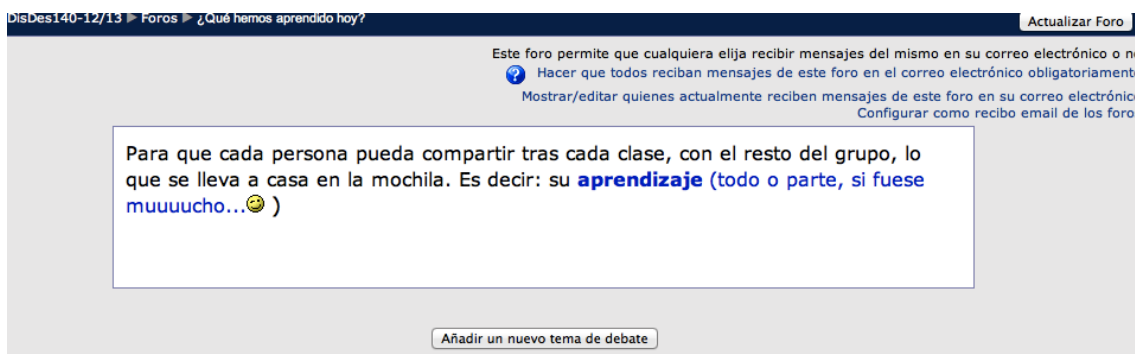 DisDes140-12/13 ▶ Foros ▶ ¿Qué hemos aprendido hoy?
Actualizar Foro
Este foro permite que cualquiera elija recibir mensajes del mismo en su correo electrónico o n
Hacer que todos reciban mensajes de este foro en el correo electrónico obligatoriament
Mostrar/editar quienes actualmente reciben mensajes de este foro en su correo electrónic
Configurar como recibo email de los foro
Para que cada persona pueda compartir tras cada clase, con el resto del grupo, lo
que se lleva a casa en la mochila. Es decir: su aprendizaje (todo o parte, si fuese
muuuucho... )
Añadir un nuevo tema de debate